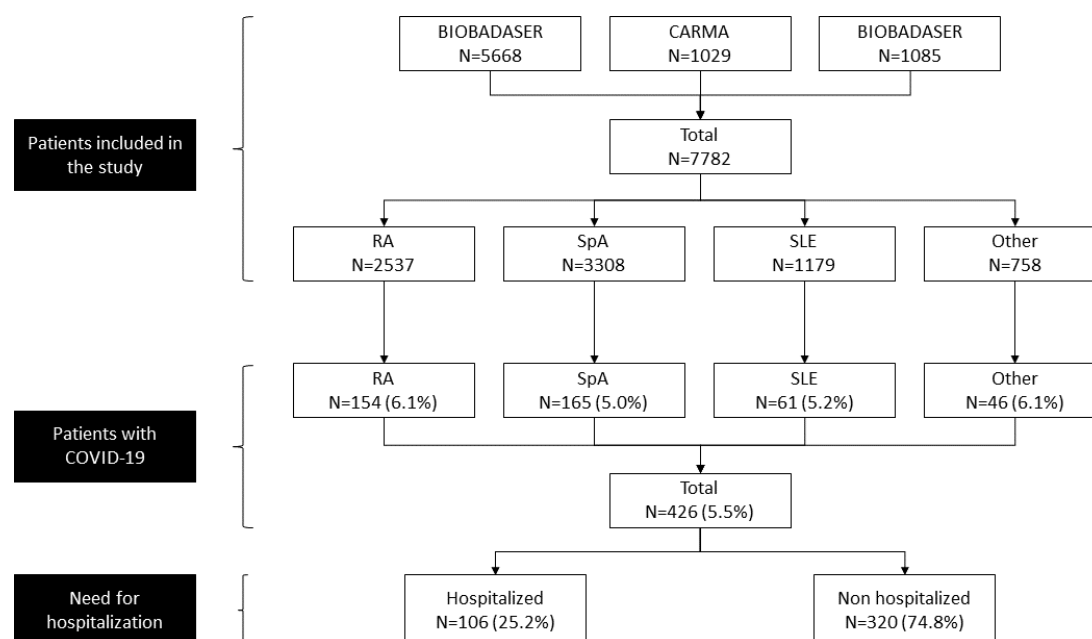 BIOBADASER
N=5668
CARMA
N=1029
BIOBADASER
N=1085
Patients included in
the study
Total
N=7782
RA
N=2537
SpA
N=3308
SLE
N=1179
Other
N=758
Patients with
COVID-19
RA
N=154 (6.1%)
SpA
N=165 (5.0%)
SLE
N=61 (5.2%)
Other
N=46 (6.1%)
Total
N=426 (5.5%)
Need for
hospitalization
Hospitalized
N=106 (25.2%)
Non hospitalized
N=320 (74.8%)